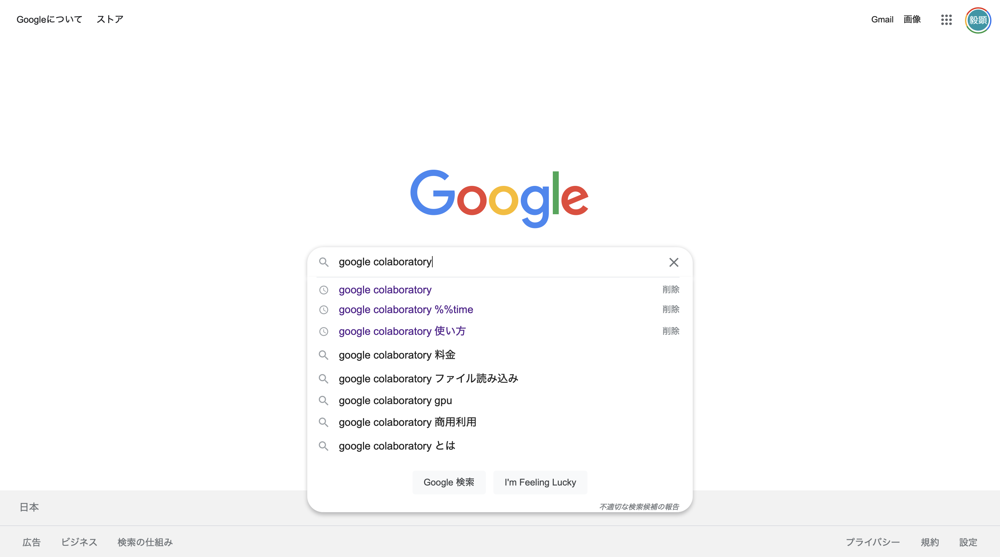 Googleについて ストア Gmail 画像 毅顕
Google
google colaboratory
google colaboratory 削除
google colaboratory %%time 削除
google colaboratory 使い方 削除
google colaboratory 料金
google colaboratory ファイル読み込み
google colaboratory gpu
google colaboratory 商用利用
google colaboratory とは
Google 検索 I'm Feeling Lucky
不適切な検索候補の報告
日本
広告 ビジネス 検索の仕組み プライバシー 規約 設定